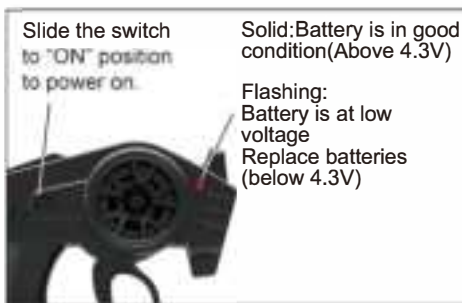 Slide the switch
to "ON" position
to power on.
Solid:Battery is in good
condition(Above 4.3V)
Flashing:
Battery is at low
voltage
Replace batteries
(below 4.3V)